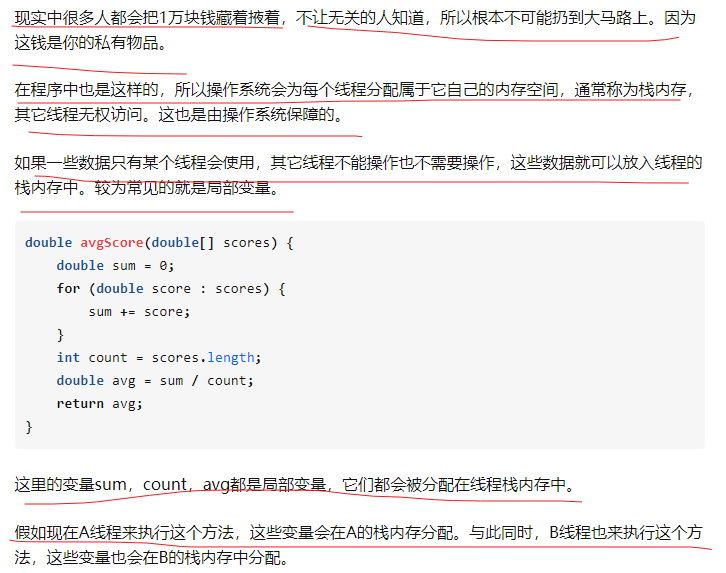 现实中很多人都会把1万块钱藏着掖着，不让无关的人知道，所以根本不可能扔到大马路上。因为
这钱是你的私有物品。
在程序中也是这样的，所以操作系统会为每个线程分配属于它自己的内存空间，通常称为栈内存，
其它线程无权访问。这也是由操作系统保障的。
如果一些数据只有某个线程会使用，其它线程不能操作也不需要操作，这些数据就可以放入线程的
栈内存中。较为常见的就是局部变量。
double avgScore(double[] scores) {
    double sum = 0;
    for (double score : scores) {
        sum += score;
    }
    int count = scores.length;
    double avg = sum / count;
    return avg;
}
这里的变量sum，count，avg都是局部变量，它们都会被分配在线程栈内存中。
假如现在A线程来执行这个方法，这些变量会在A的栈内存分配。与此同时，B线程也来执行这个方
法，这些变量也会在B的栈内存中分配。